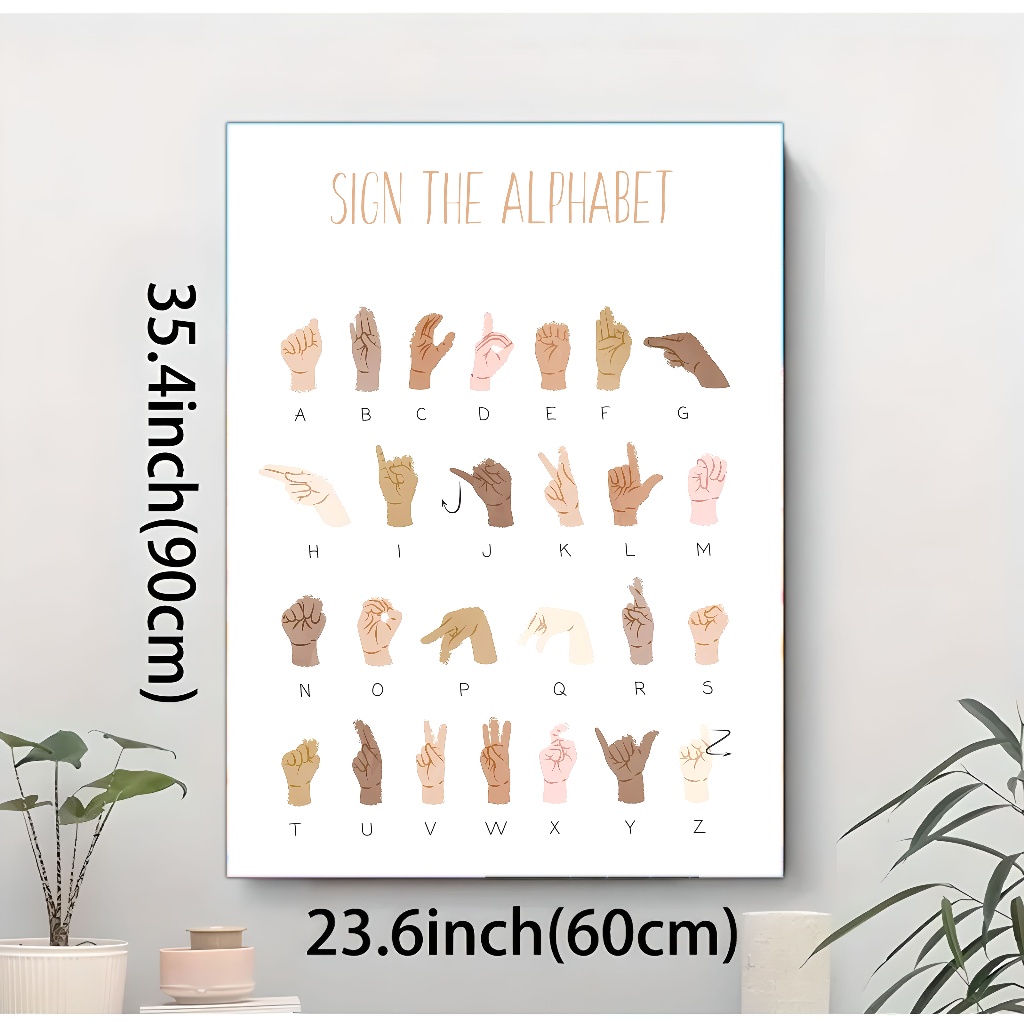 SIGN THE ALPHABET
A B C D E F G
H I J K L M
N O P Q R S
T U V W X Y Z
35.4inch(90cm)
23.6inch(60cm)